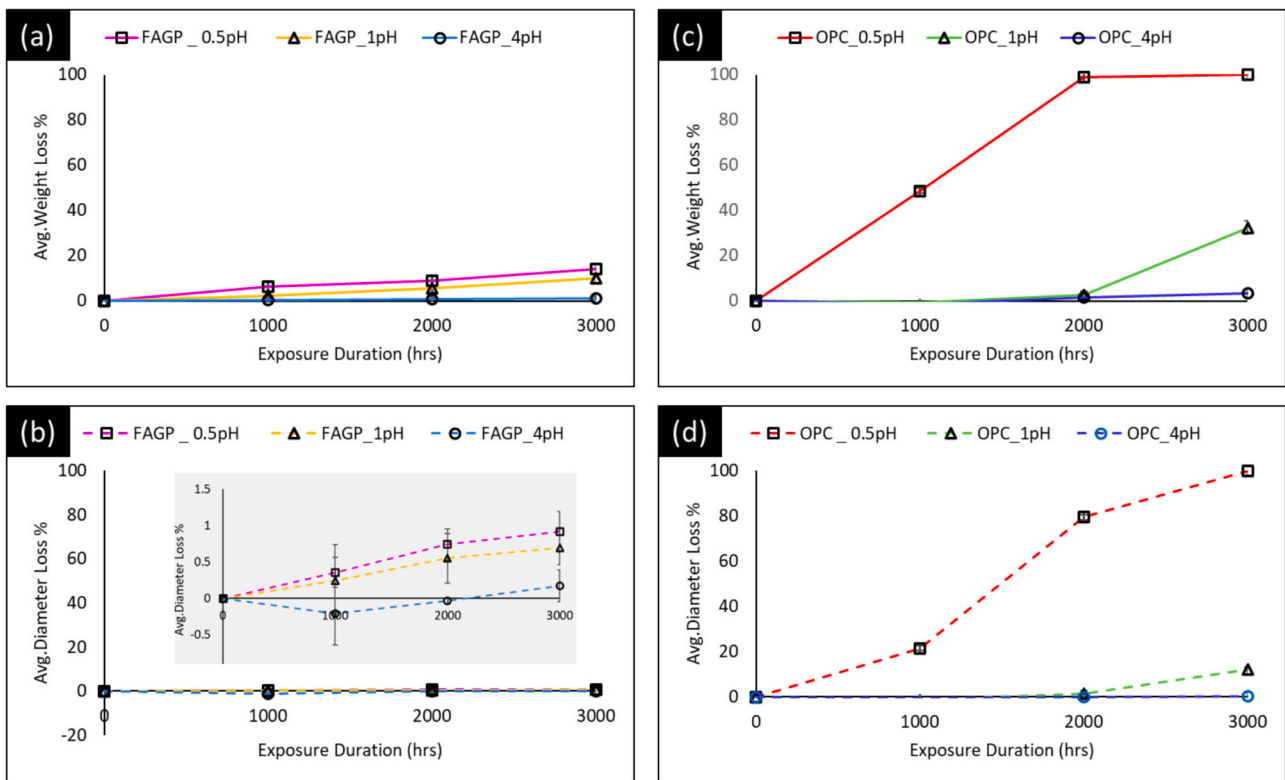 (a)
FAGP _ 0.5pH FAGP_1pH FAGP_4pH
Avg.Weight Loss %
100
80
60
40
20
0
0 1000 2000 3000
Exposure Duration (hrs)
(c)
OPC_0.5pH OPC_1pH OPC_4pH
Avg.Weight Loss %
100
80
60
40
20
0
0 1000 2000 3000
Exposure Duration (hrs)
(b)
FAGP _ 0.5pH FAGP_1pH FAGP_4pH
Avg.Diameter Loss %
100
80
60
40
20
0
-20
0 1000 2000 3000
Exposure Duration (hrs)
Avg.Diameter Loss %
1.5
1
0.5
0
-0.5
0 1000 2000 3000
(d)
OPC _ 0.5pH OPC_1pH OPC_4pH
Avg.Diameter Loss %
100
80
60
40
20
0
0 1000 2000 3000
Exposure Duration (hrs)